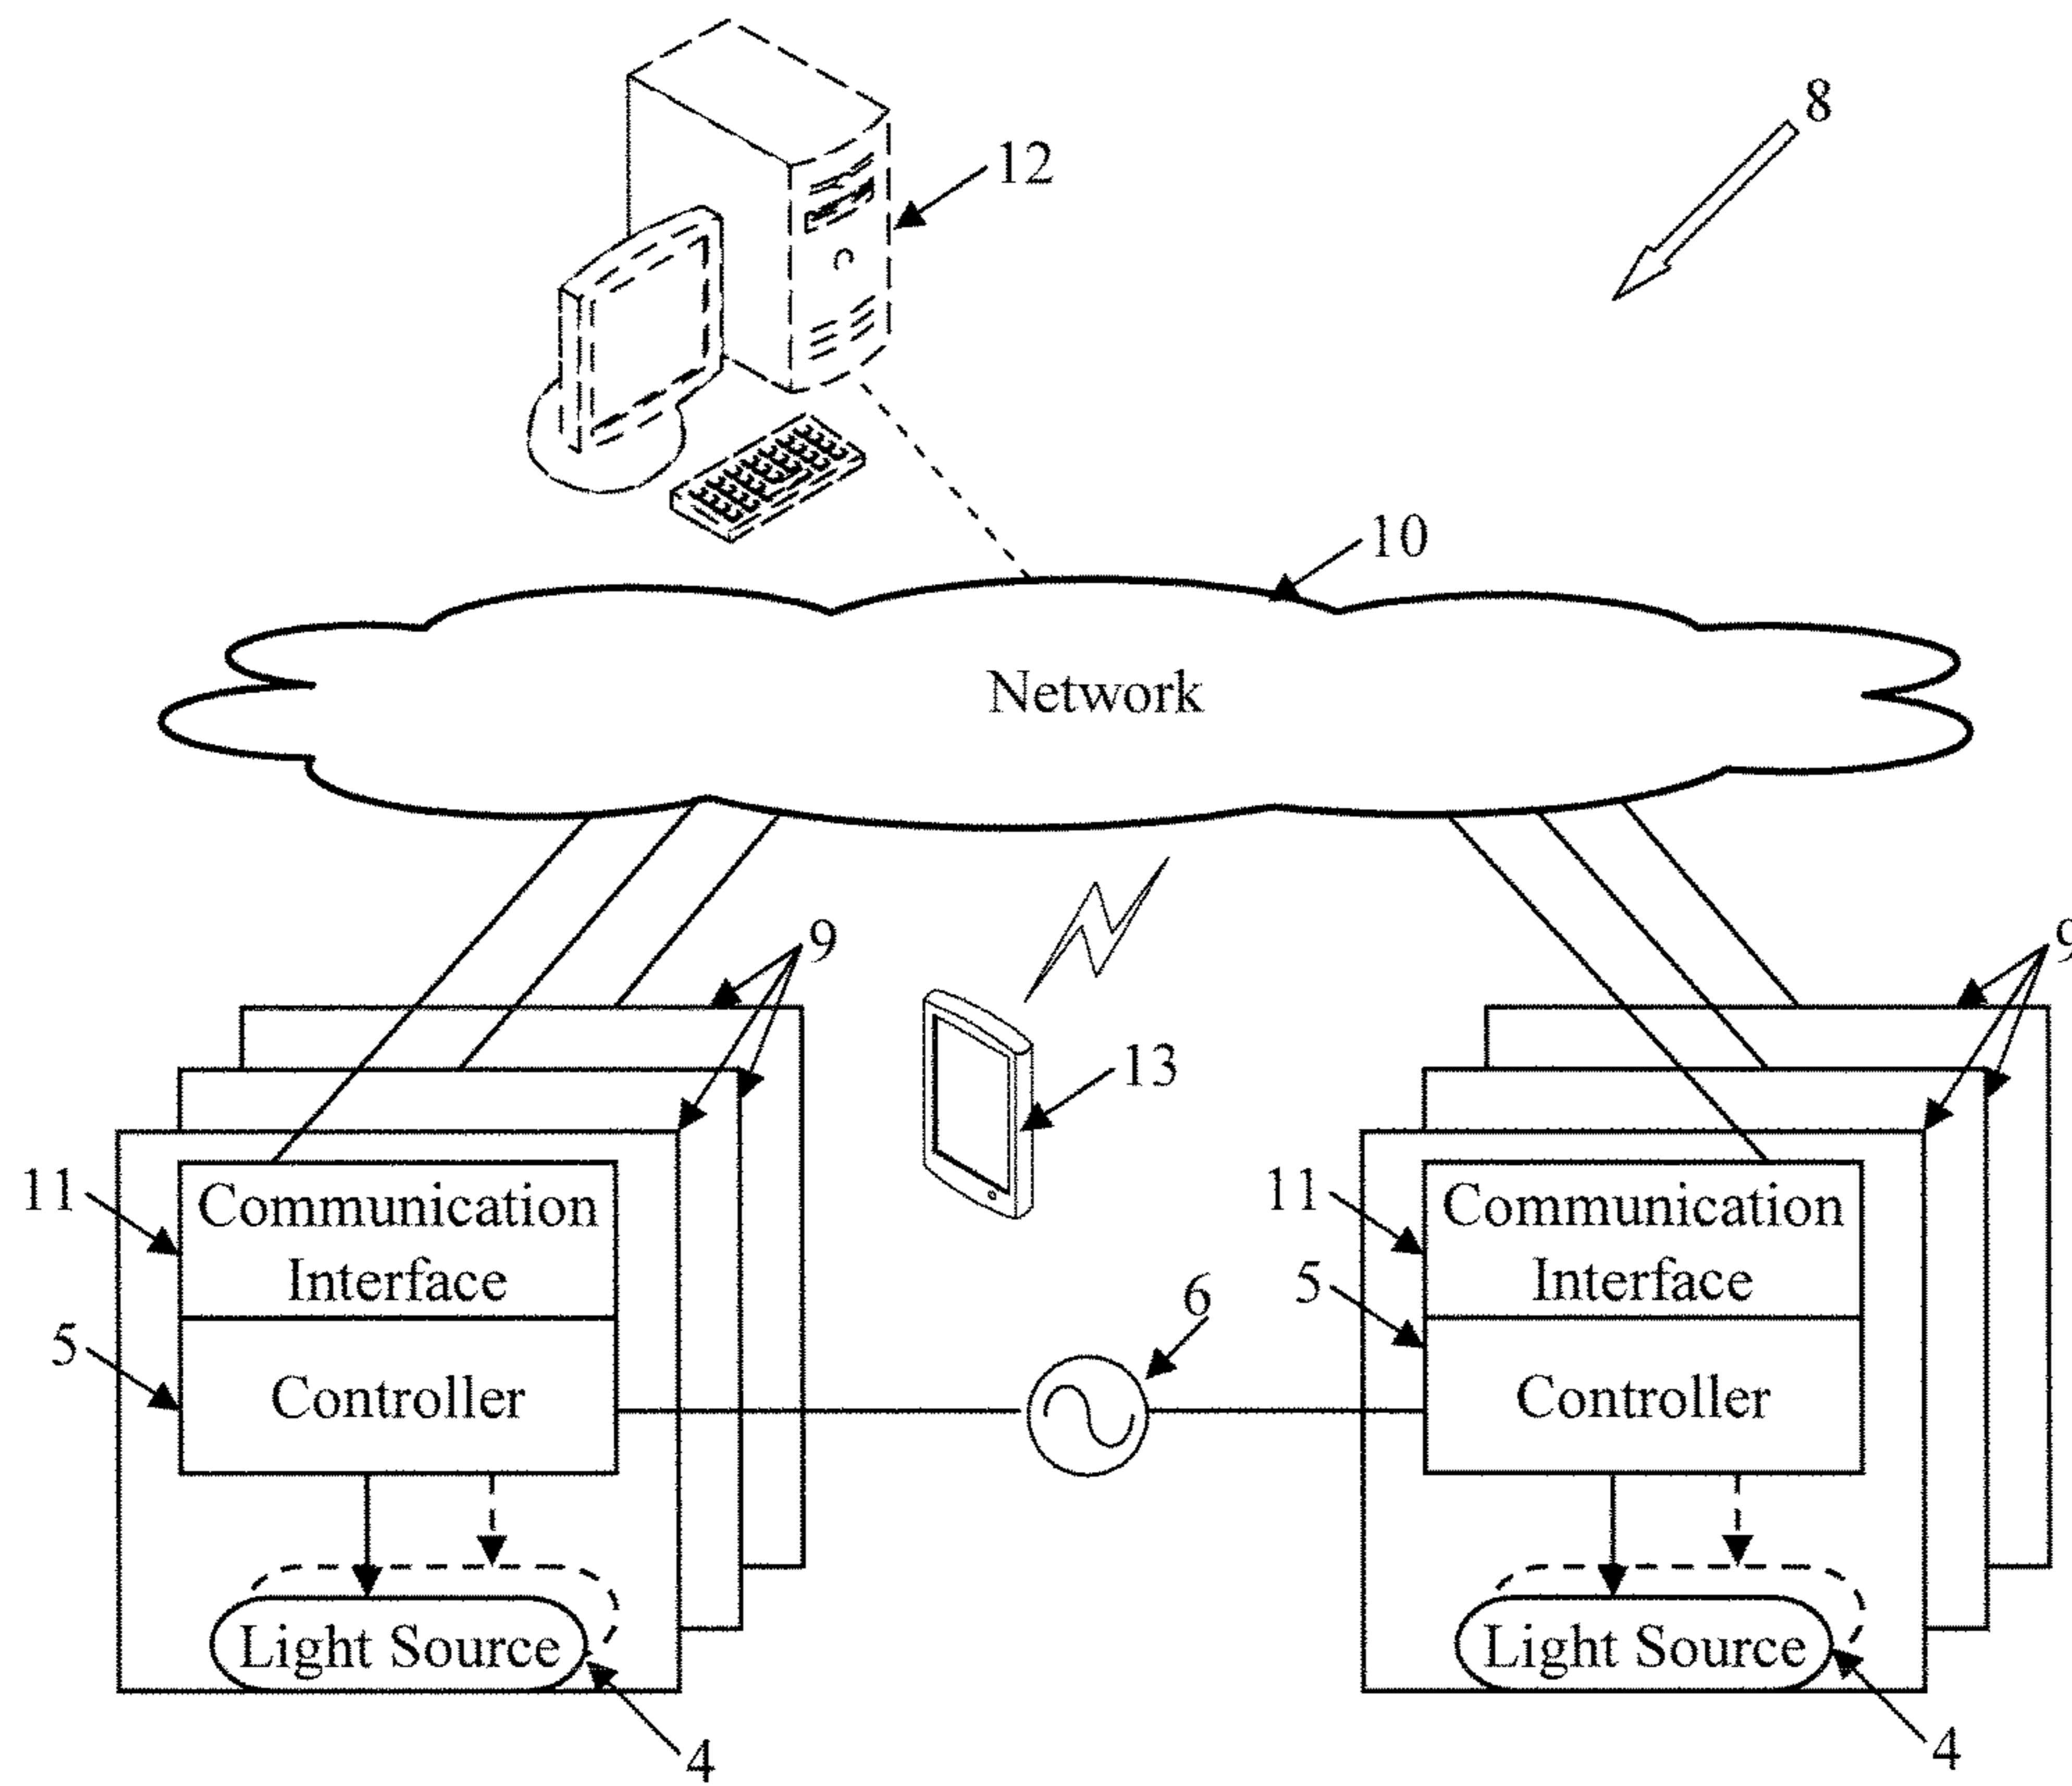 8
12
10
Network
9
9
13
11
Communication
Interface
11
Communication
Interface
6
5
5
Controller
Controller
Light Source
Light Source
4
4